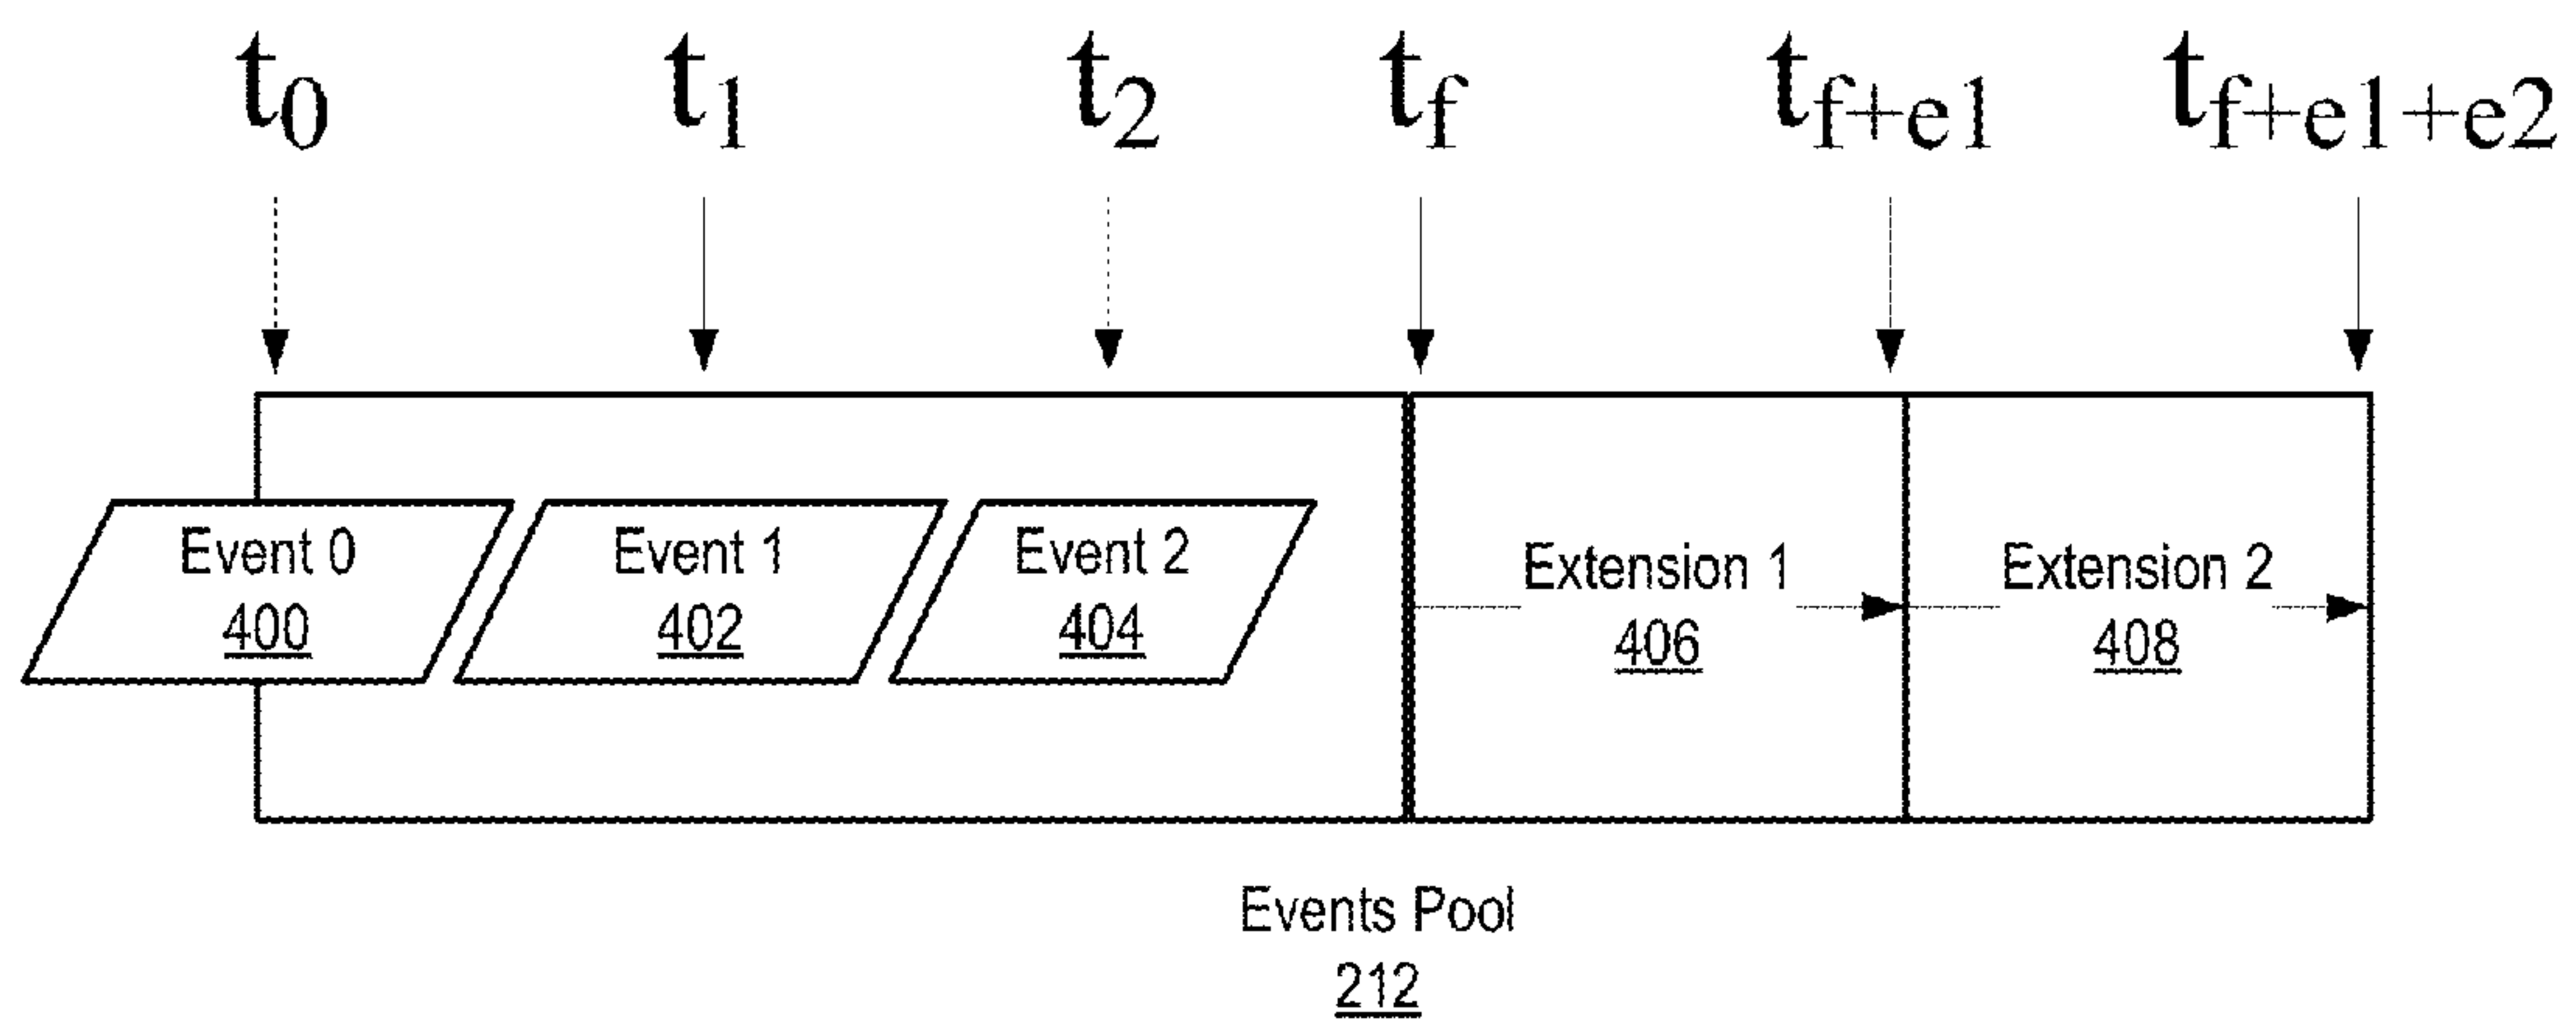 t0 t1 t2 tf tf+e1 tf+e1+e2
Event 0
400
Event 1
402
Event 2
404
Extension 1
406
Extension 2
408
Events Pool
212